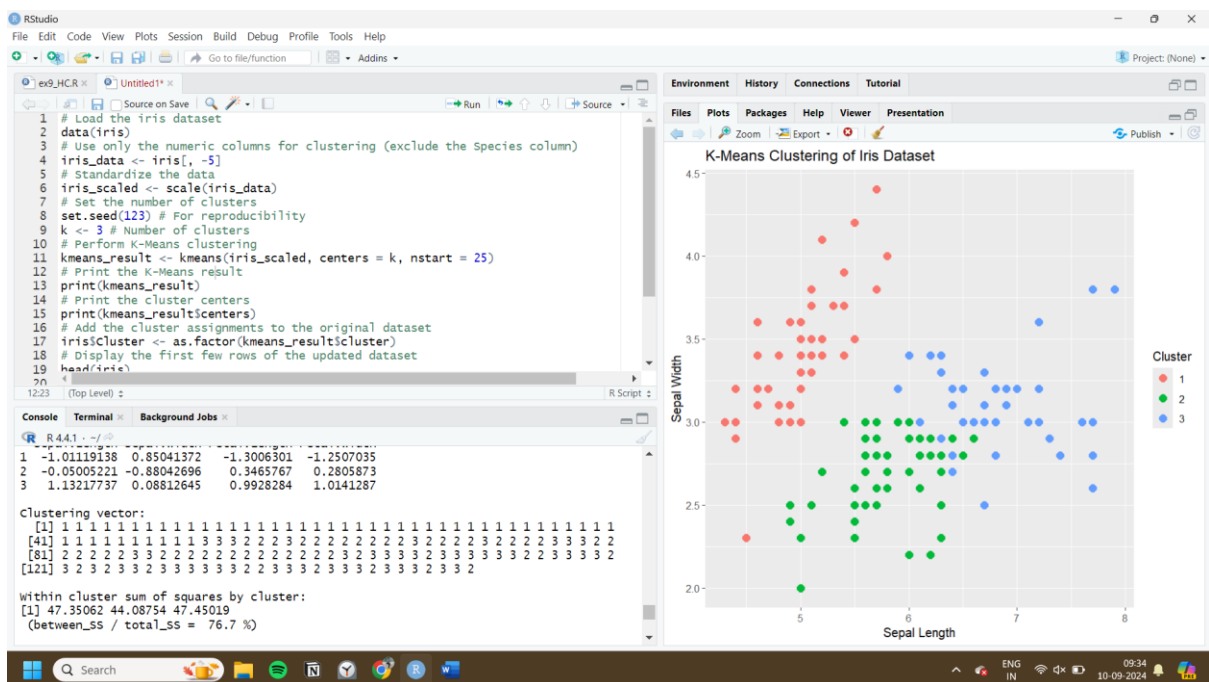 RStudio
File Edit Code View Plots Session Build Debug Profile Tools Help
Go to file/function Addins Project: (None)
ex9_HC.R Untitled1*
Source on Save Run Source
1 # Load the iris dataset
2 data(iris)
3 # Use only the numeric columns for clustering (exclude the Species column)
4 iris_data <- iris[, -5]
5 # Standardize the data
6 iris_scaled <- scale(iris_data)
7 # Set the number of clusters
8 set.seed(123) # For reproducibility
9 k <- 3 # Number of clusters
10 # Perform K-Means clustering
11 kmeans_result <- kmeans(iris_scaled, centers = k, nstart = 25)
12 # Print the K-Means result
13 print(kmeans_result)
14 # Print the cluster centers
15 print(kmeans_result$centers)
16 # Add the cluster assignments to the original dataset
17 iris$Cluster <- as.factor(kmeans_result$cluster)
18 # Display the first few rows of the updated dataset
19 head(iris)
20
12:23 (Top Level) R Script
Console Terminal Background Jobs
R 4.4.1 · ~/
1 -1.01119138 0.85041372 -1.3006301 -1.2507035
2 -0.05005221 -0.88042696 0.3465767 0.2805873
3 1.13217737 0.08812645 0.9928284 1.0141287
Clustering vector:
[1] 1 1 1 1 1 1 1 1 1 1 1 1 1 1 1 1 1 1 1 1 1 1 1 1 1 1 1 1 1 1 1 1 1 1 1 1 1 1 1 1
[41] 1 1 1 1 1 1 1 1 1 1 3 3 3 2 2 2 3 2 2 2 2 2 2 2 2 3 2 2 2 2 3 2 2 2 2 3 3 3 2 2
[81] 2 2 2 2 2 3 3 2 2 2 2 2 2 2 2 2 2 2 2 2 3 2 3 3 3 3 2 3 3 3 3 3 3 2 2 3 3 3 3 2
[121] 3 2 3 2 3 3 2 3 3 3 3 3 3 2 2 3 3 3 2 3 3 3 2 3 3 3 2 3 3 2
Within cluster sum of squares by cluster:
[1] 47.35062 44.08754 47.45019
(between_SS / total_SS = 76.7 %)
Environment History Connections Tutorial
Files Plots Packages Help Viewer Presentation
Zoom Export Publish
K-Means Clustering of Iris Dataset
4.5
4.0
3.5
3.0
2.5
2.0
Sepal Width
5 6 7 8
Sepal Length
Cluster
1
2
3
Search
ENG
IN
09:34
10-09-2024